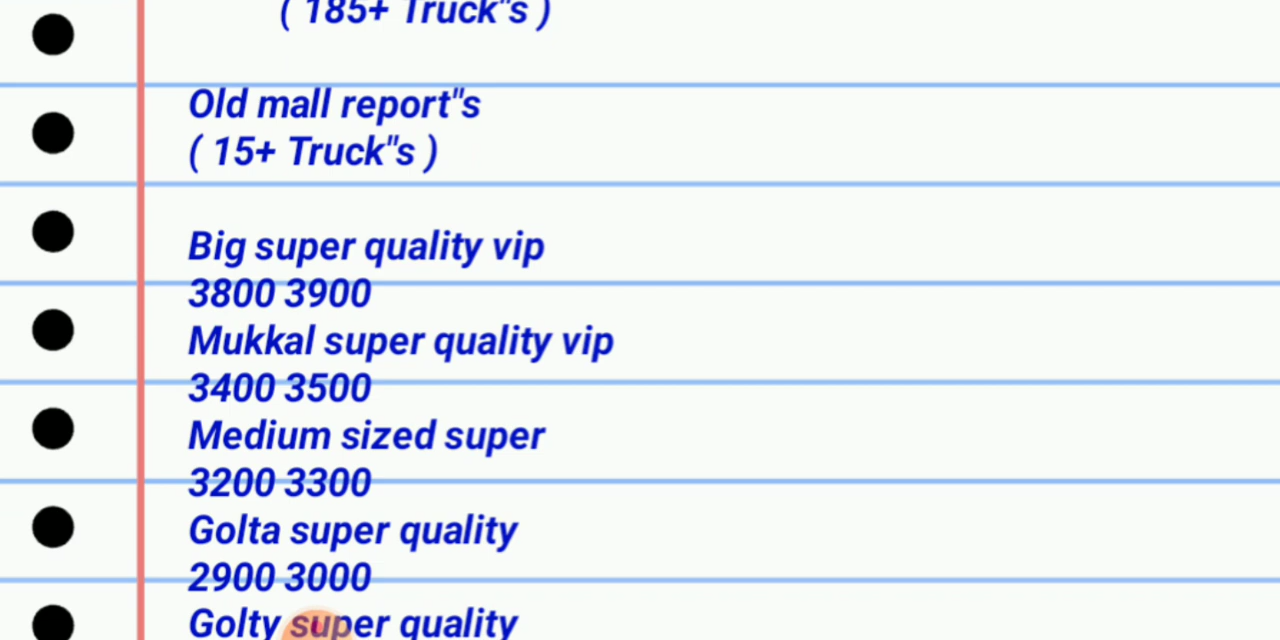 ( 185+ Truck"s )
Old mall report"s
( 15+ Truck"s )
Big super quality vip
3800 3900
Mukkal super quality vip
3400 3500
Medium sized super
3200 3300
Golta super quality
2900 3000
Golty super quality